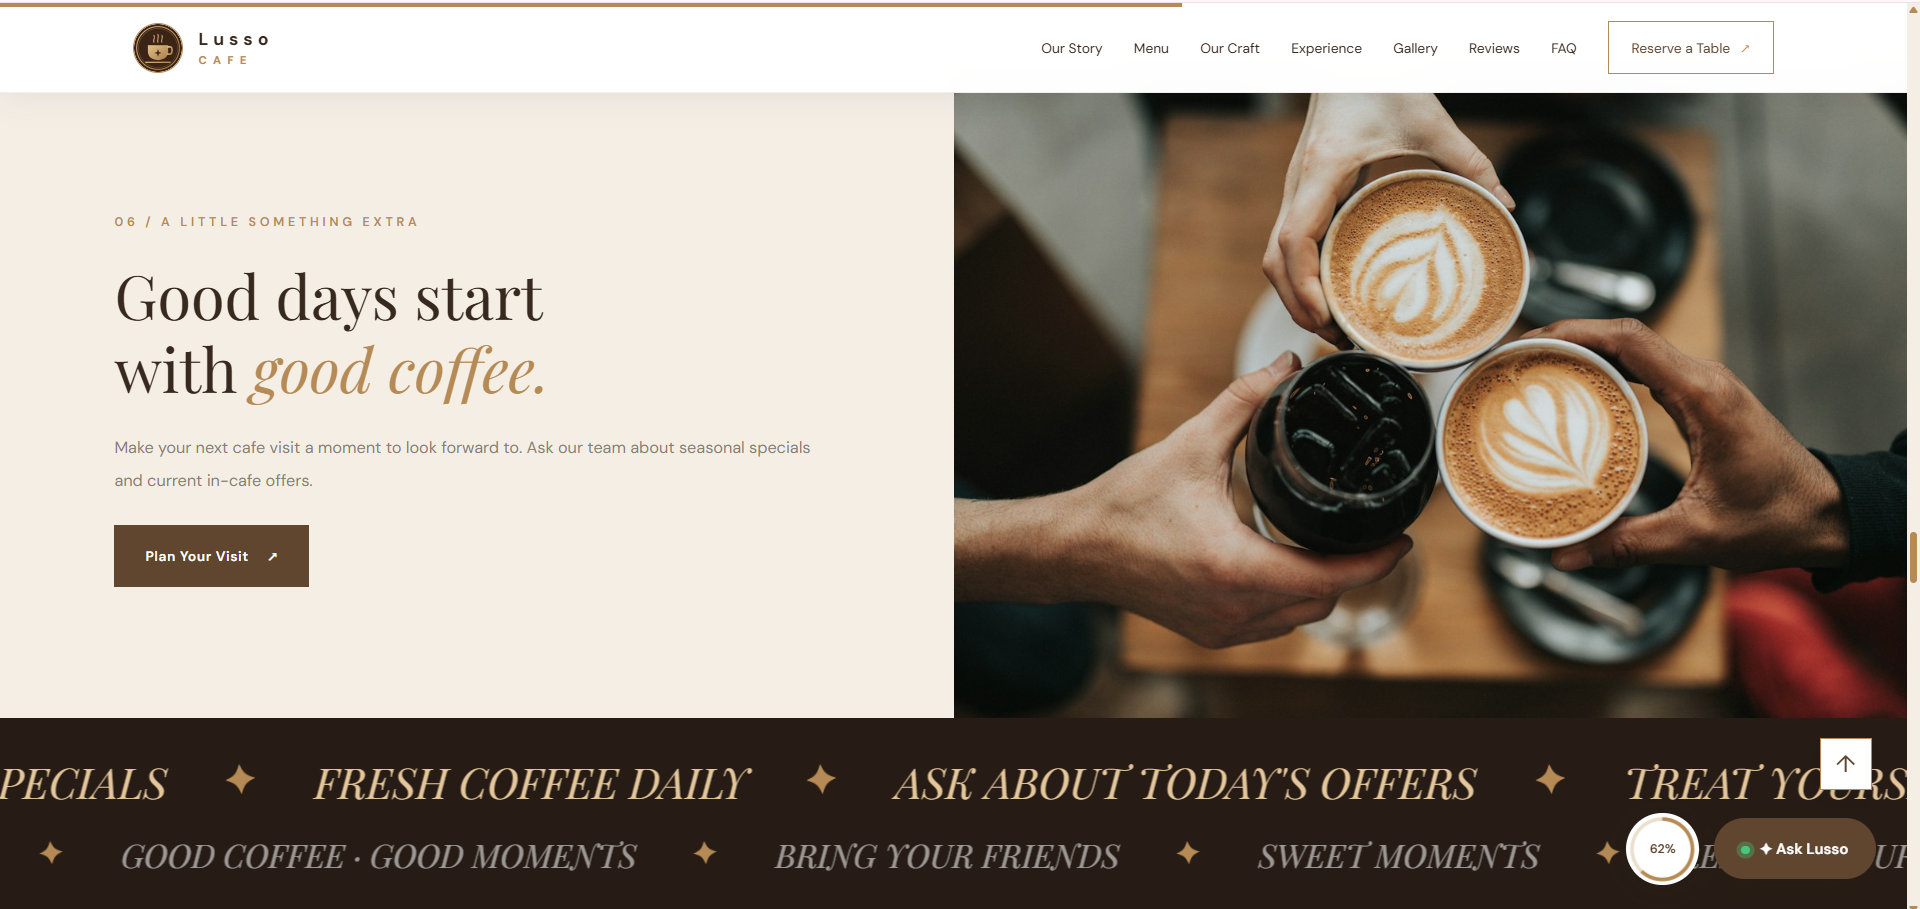 Lusso
CAFE
Our Story
Menu
Our Craft
Experience
Gallery
Reviews
FAQ
Reserve a Table ↗
06 / A LITTLE SOMETHING EXTRA
Good days start
with good coffee.
Make your next cafe visit a moment to look forward to. Ask our team about seasonal specials
and current in-cafe offers.
Plan Your Visit ↗
PECIALS ✦ FRESH COFFEE DAILY ✦ ASK ABOUT TODAY'S OFFERS ✦ TREAT
✦ GOOD COFFEE · GOOD MOMENTS ✦ BRING YOUR FRIENDS ✦ SWEET MOMENTS ✦
62%
✦ Ask Lusso